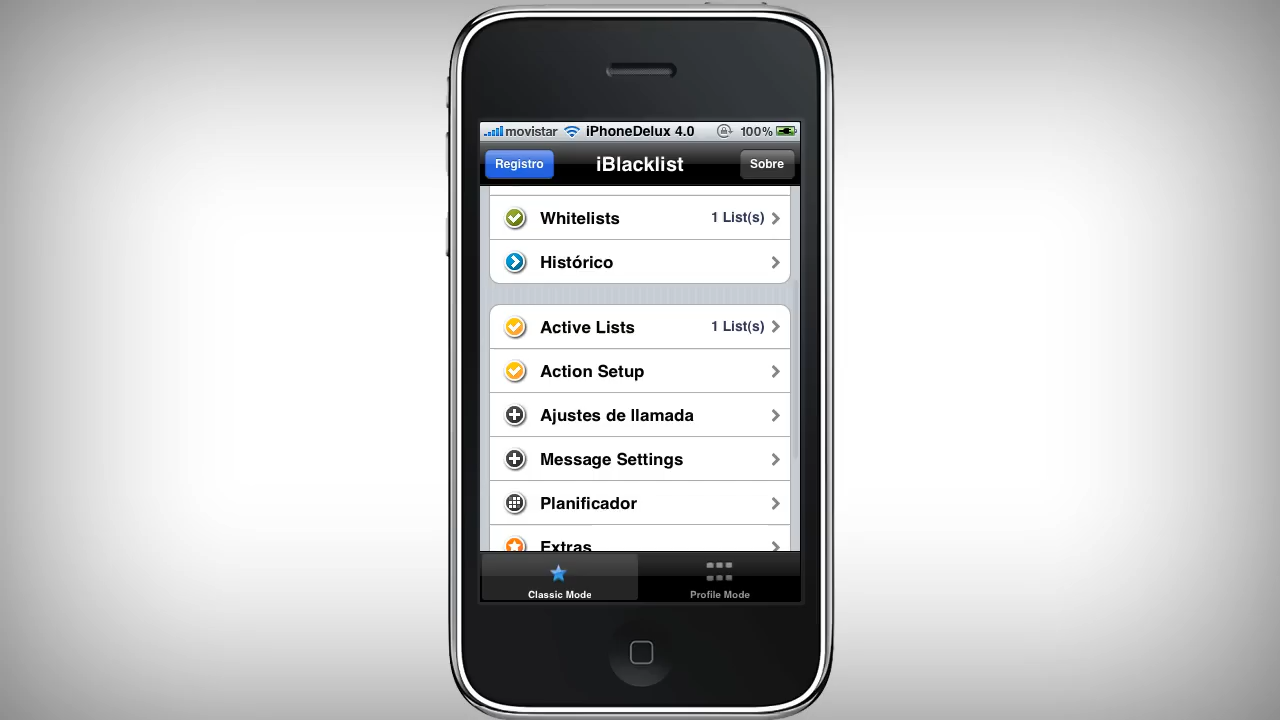 movistar iPhoneDelux 4.0 100%
Registro iBlacklist Sobre
Whitelists 1 List(s)
Histórico
Active Lists 1 List(s)
Action Setup
Ajustes de llamada
Message Settings
Planificador
Extras
Classic Mode Profile Mode